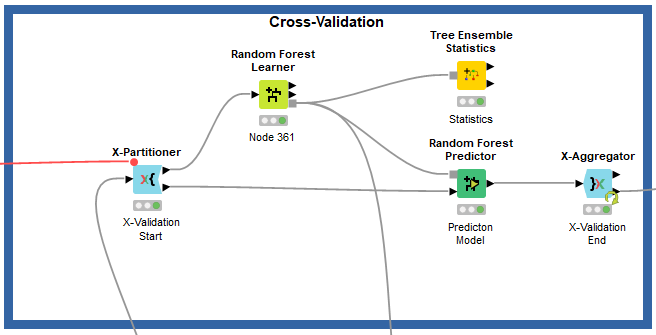 Cross-Validation
Tree Ensemble
Statistics
Random Forest
Learner
Statistics
Node 361
X-Partitioner
Random Forest
Predictor
X-Aggregator
X{
}X
X-Validation
Start
Predicton
Model
X-Validation
End